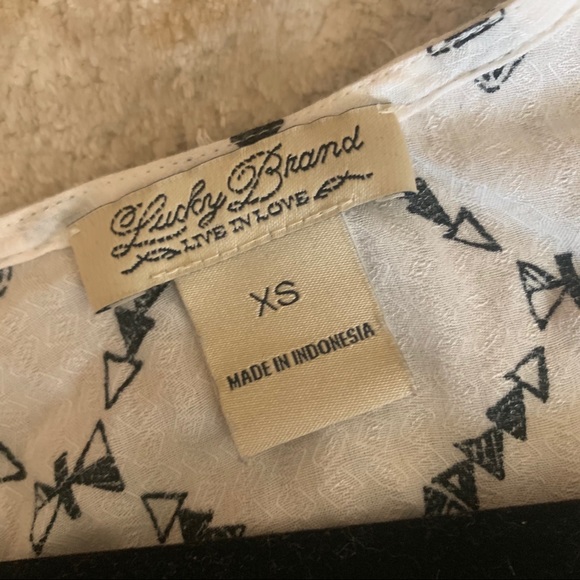 Lucky Brand
LIVE IN LOVE
XS
MADE IN INDONESIA